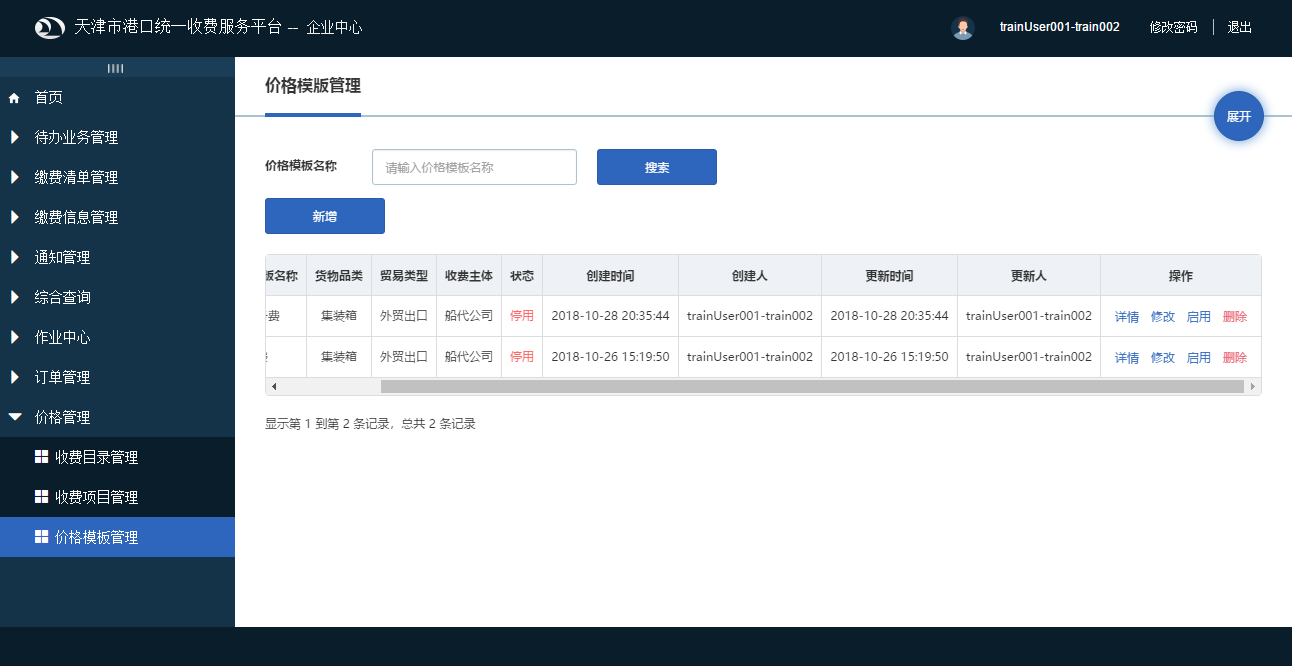 天津市港口统一收费服务平台 -- 企业中心
trainUser001-train002 修改密码 退出
首页
待办业务管理
缴费清单管理
缴费信息管理
通知管理
综合查询
作业中心
订单管理
价格管理
收费目录管理
收费项目管理
价格模板管理
价格模版管理
展开
价格模板名称 请输入价格模板名称 搜索
新增
版名称 货物品类 贸易类型 收费主体 状态 创建时间 创建人 更新时间 更新人 操作
费 集装箱 外贸出口 船代公司 停用 2018-10-28 20:35:44 trainUser001-train002 2018-10-28 20:35:44 trainUser001-train002 详情 修改 启用 删除
集装箱 外贸出口 船代公司 停用 2018-10-26 15:19:50 trainUser001-train002 2018-10-26 15:19:50 trainUser001-train002 详情 修改 启用 删除
显示第 1 到第 2 条记录，总共 2 条记录